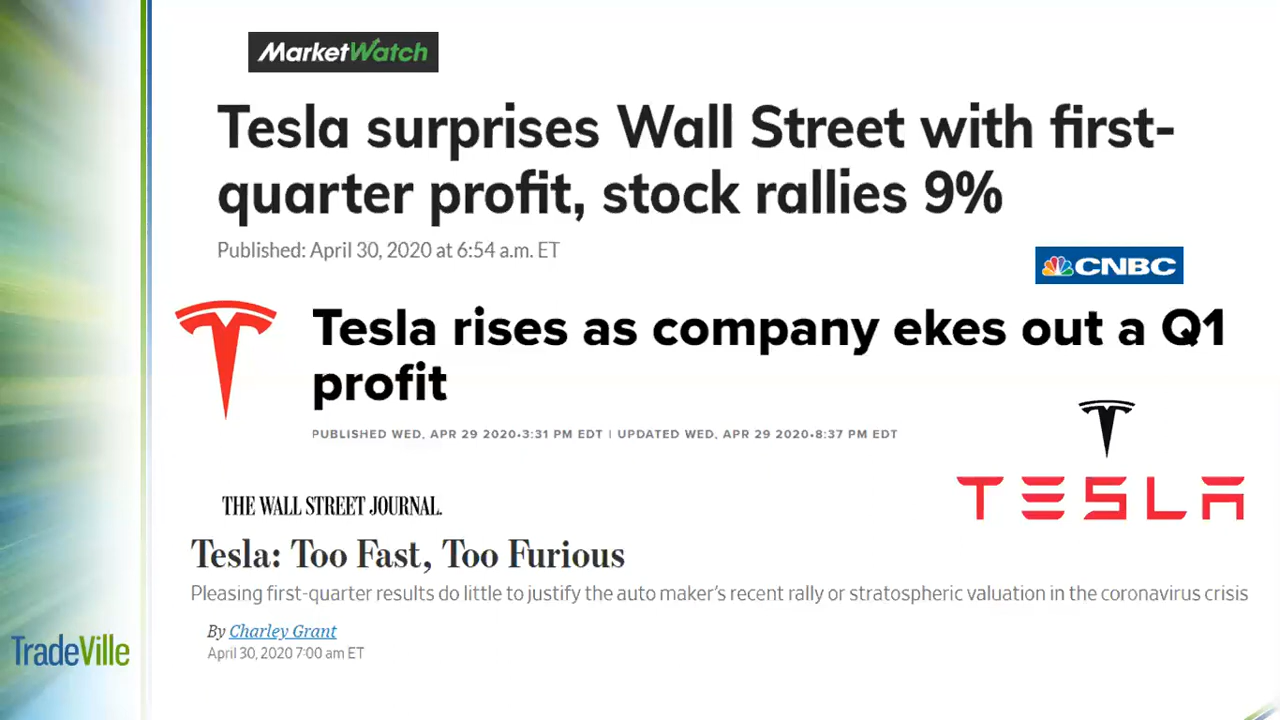 MarketWatch
Tesla surprises Wall Street with first-
quarter profit, stock rallies 9%
Published: April 30, 2020 at 6:54 a.m. ET
CNBC
Tesla rises as company ekes out a Q1
profit
PUBLISHED WED, APR 29 2020•3:31 PM EDT | UPDATED WED, APR 29 2020•8:37 PM EDT
TESLA
THE WALL STREET JOURNAL.
Tesla: Too Fast, Too Furious
Pleasing first-quarter results do little to justify the auto maker's recent rally or stratospheric valuation in the coronavirus crisis
By Charley Grant
April 30, 2020 7:00 am ET
TradeVille